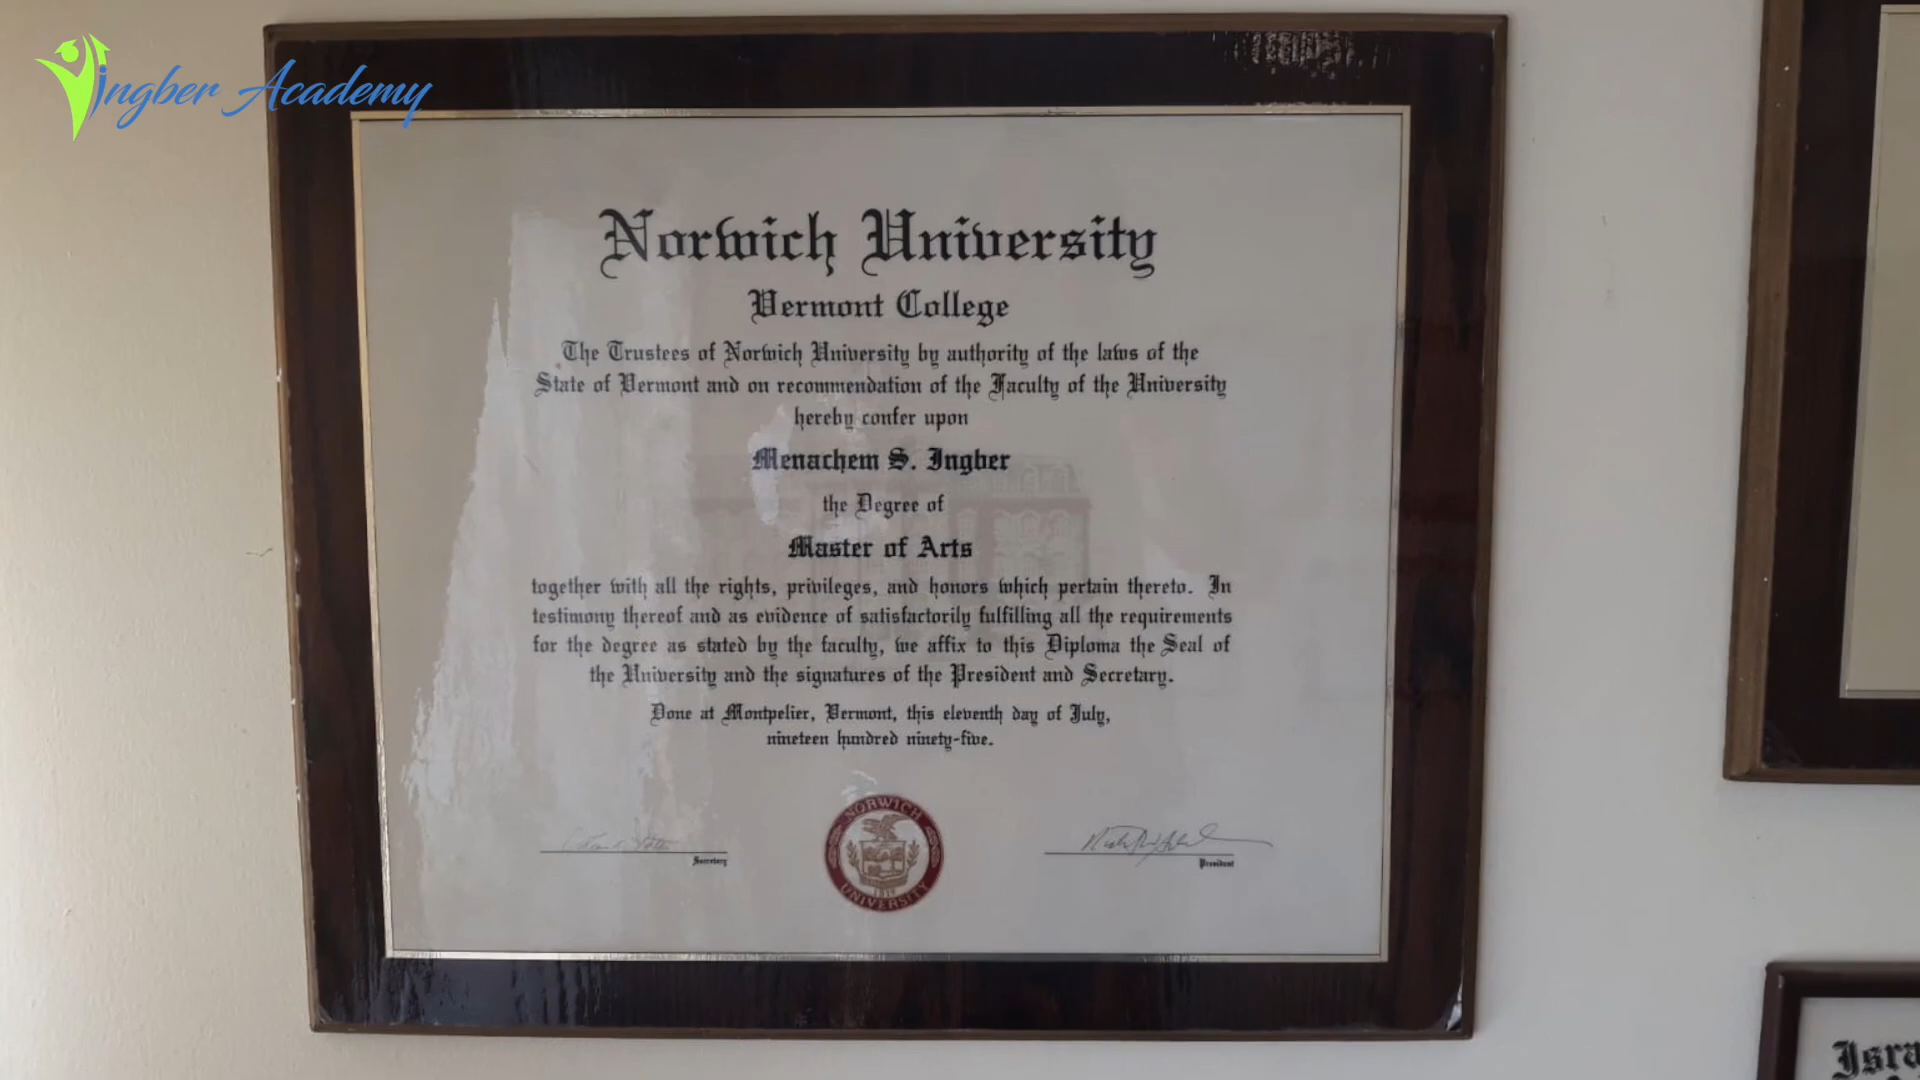 Ingber Academy
Norwich University
Vermont College
The Trustees of Norwich University by authority of the laws of the
State of Vermont and on recommendation of the Faculty of the University
hereby confer upon
Menachem S. Ingber
the Degree of
Master of Arts
together with all the rights, privileges, and honors which pertain thereto. In
testimony thereof and as evidence of satisfactorily fulfilling all the requirements
for the degree as stated by the faculty, we affix to this Diploma the Seal of
the University and the signatures of the President and Secretary.
Done at Montpelier, Vermont, this eleventh day of July,
nineteen hundred ninety-five.
NORWICH
1819
UNIVERSITY
Secretary
President
Isra